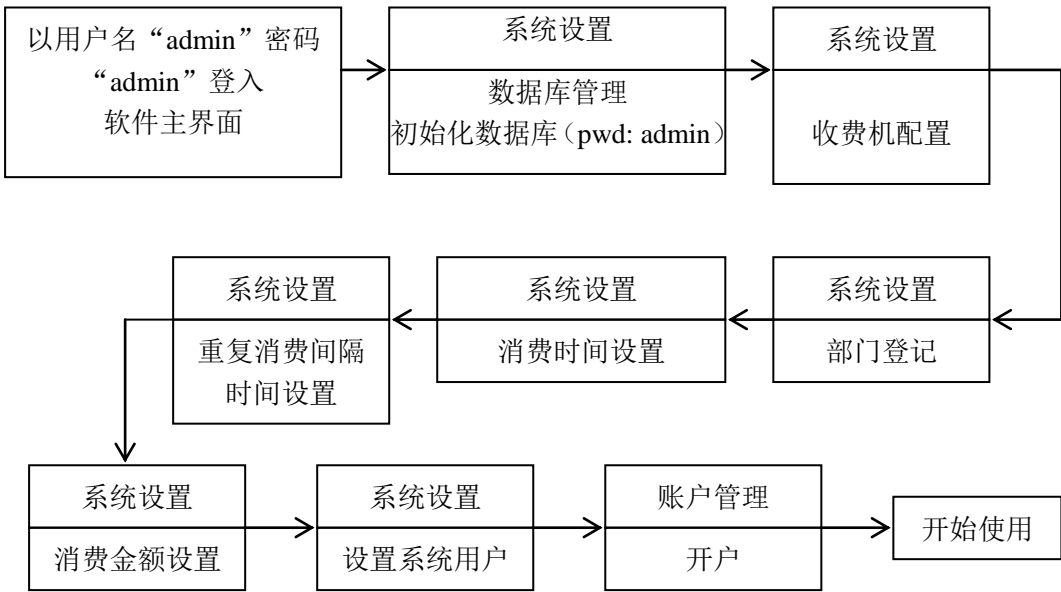 以用户名“admin”密码
“admin”登入
软件主界面
系统设置
数据库管理
初始化数据库（pwd: admin）
系统设置
收费机配置
系统设置
部门登记
系统设置
消费时间设置
系统设置
重复消费间隔
时间设置
系统设置
消费金额设置
系统设置
设置系统用户
账户管理
开户
开始使用